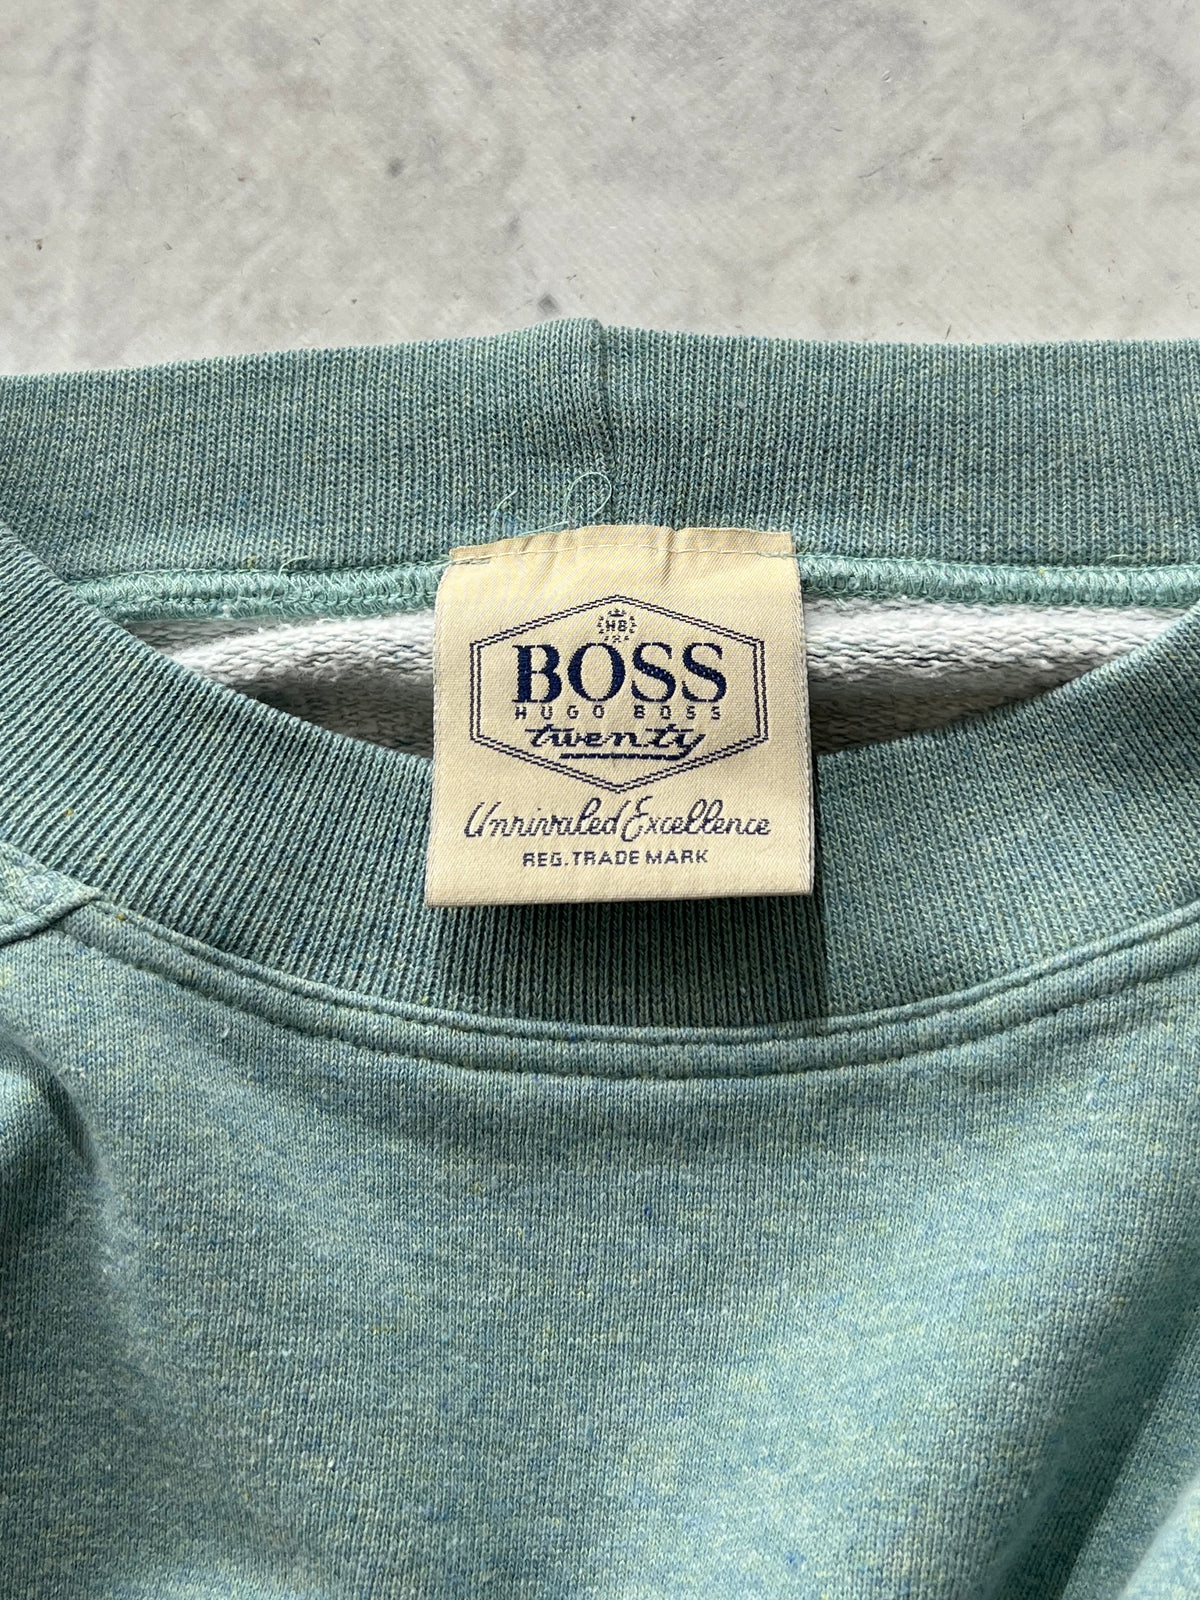 HB
BOSS
HUGO BOSS
twenty
Unrivaled Excellence
REG. TRADE MARK